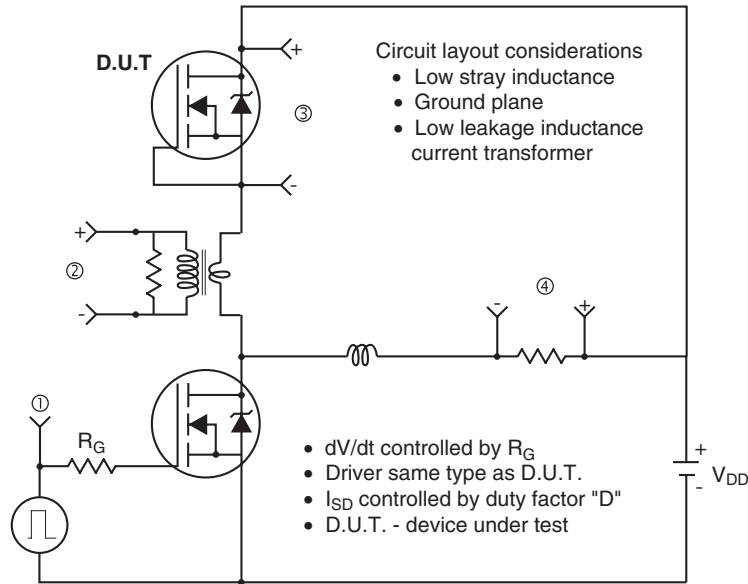 D.U.T
+
③
-
Circuit layout considerations
• Low stray inductance
• Ground plane
• Low leakage inductance
current transformer
+
②
-
④
-
+
①
R_G
• dV/dt controlled by R_G
• Driver same type as D.U.T.
• I_SD controlled by duty factor "D"
• D.U.T. - device under test
+
V_DD
-